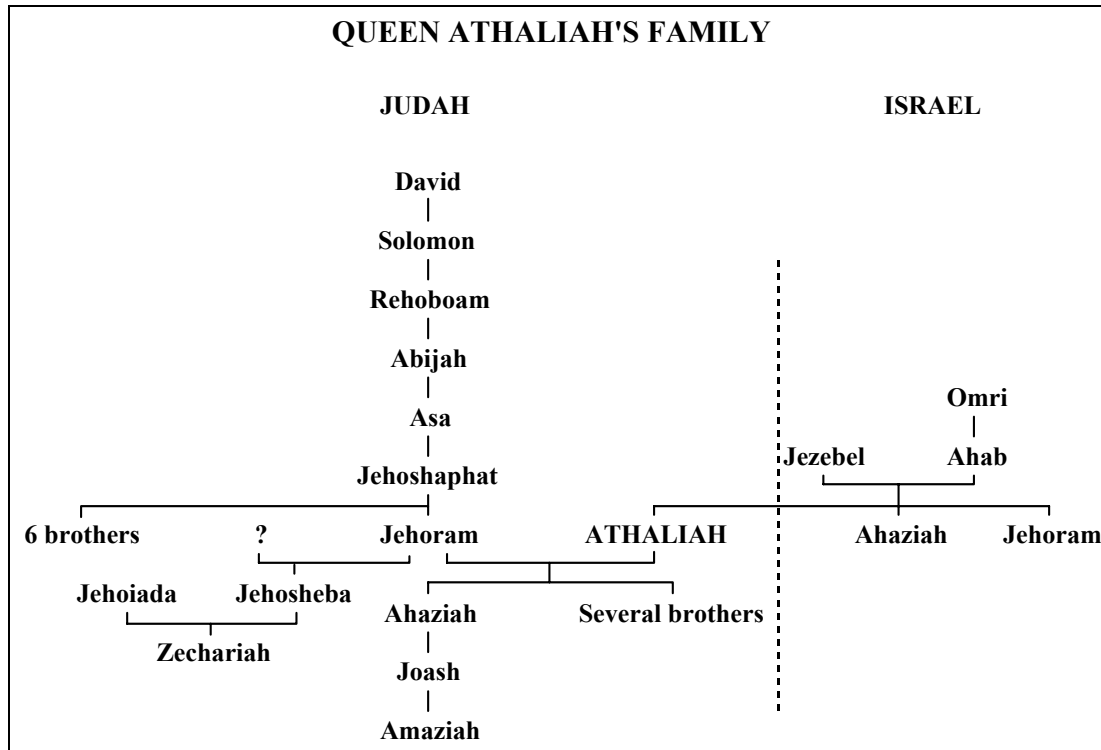 QUEEN ATHALIAH'S FAMILY
JUDAH ISRAEL
David
Solomon
Rehoboam
Abijah
Omri
Asa
Jezebel Ahab
Jehoshaphat
6 brothers ? Jehoram ATHALIAH Ahaziah Jehoram
Jehoiada Jehosheba
Ahaziah Several brothers
Zechariah
Joash
Amaziah